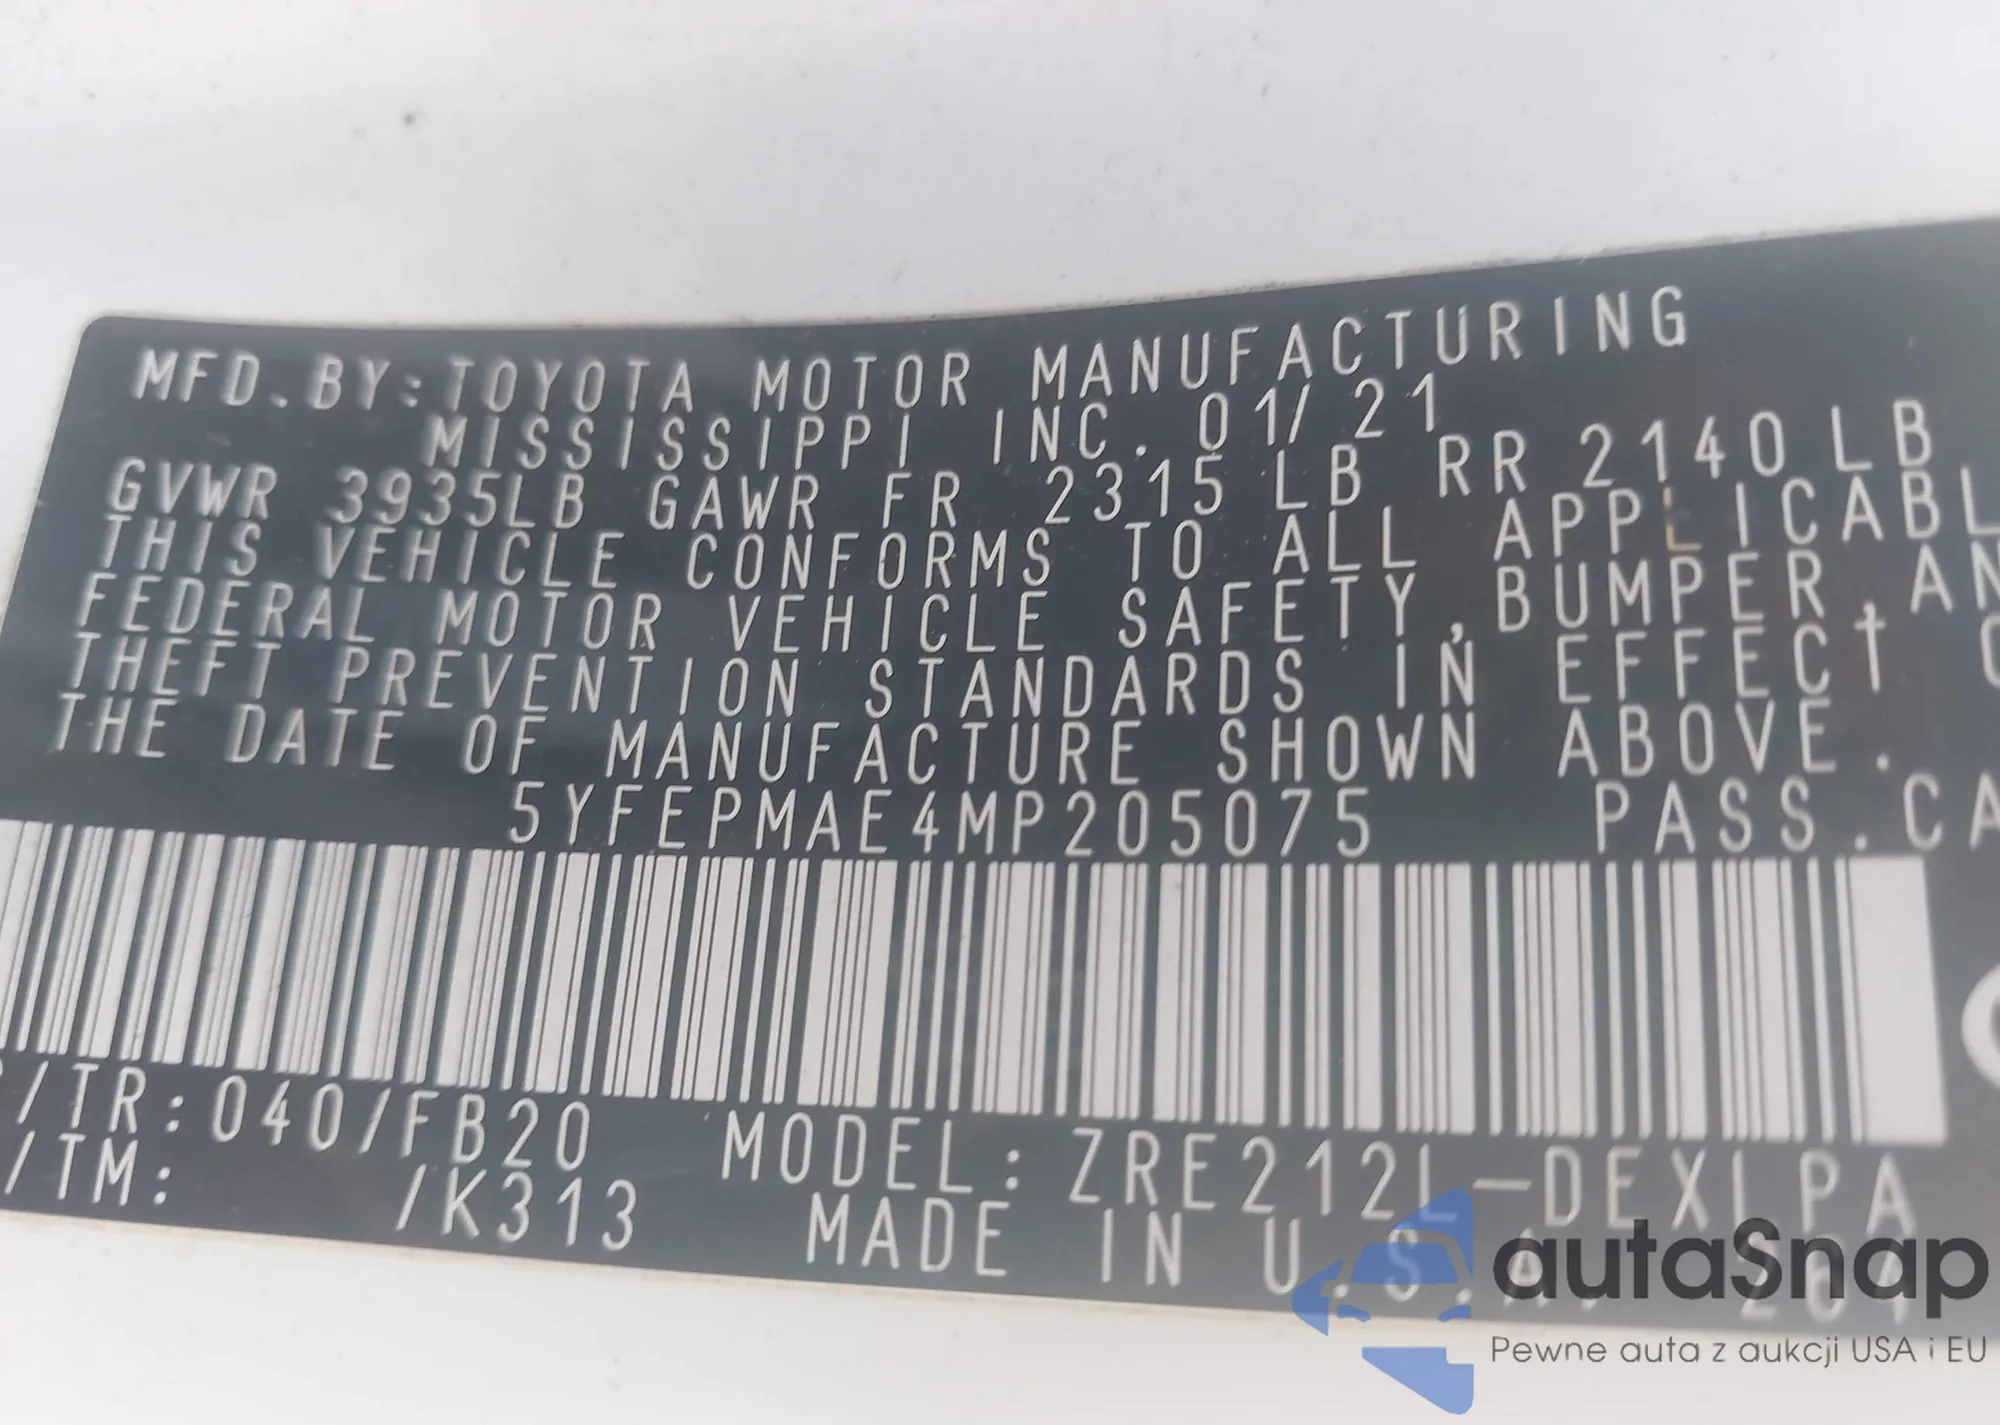 MFD.BY:TOYOTA MOTOR MANUFACTURING
MISSISSIPPI INC. 01/21
GVWR 3935LB GAWR FR 2315 LB RR 2140 LB
THIS VEHICLE CONFORMS TO ALL APPLICABL
FEDERAL MOTOR VEHICLE SAFETY, BUMPER, AN
THEFT PREVENTION STANDARDS IN EFFECT
THE DATE OF MANUFACTURE SHOWN ABOVE.
5YFEPMAE4MP205075 PASS.CA
/TR:040/FB20 MODEL: ZRE212L-DEXLPA
/TM: /K313 MADE IN U.S.A.
autaSnap
Pewne auta z aukcji USA i EU